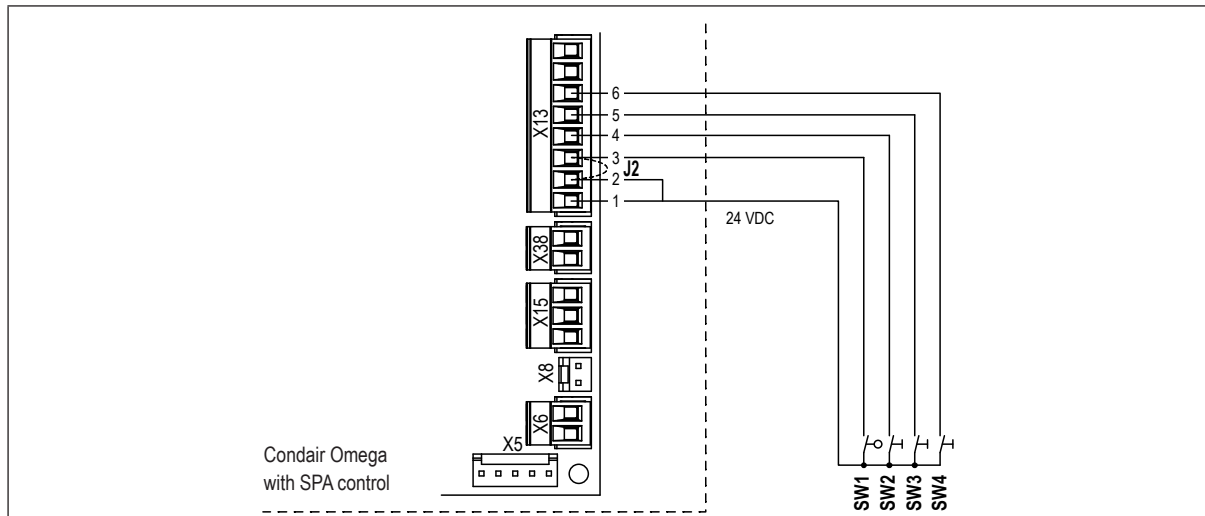 X13
6
5
4
3
J2
2
1
24 VDC
X38
X15
X8
X6
X5
Condair Omega
with SPA control
SW1
SW2
SW3
SW4